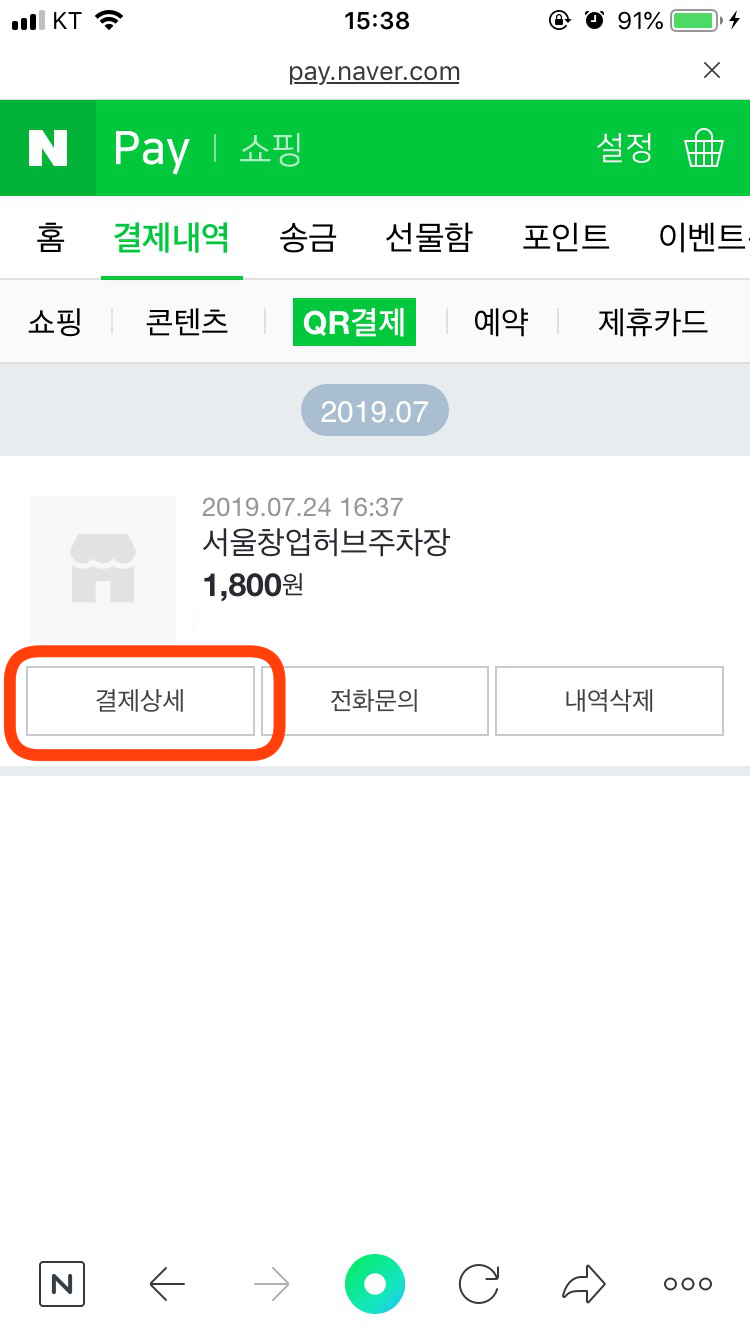 KT 15:38 91%
pay.naver.com
N Pay 쇼핑 설정
홈 결제내역 송금 선물함 포인트 이벤트
쇼핑 콘텐츠 QR결제 예약 제휴카드
2019.07
2019.07.24 16:37
서울창업허브주차장
1,800원
결제상세 전화문의 내역삭제
N